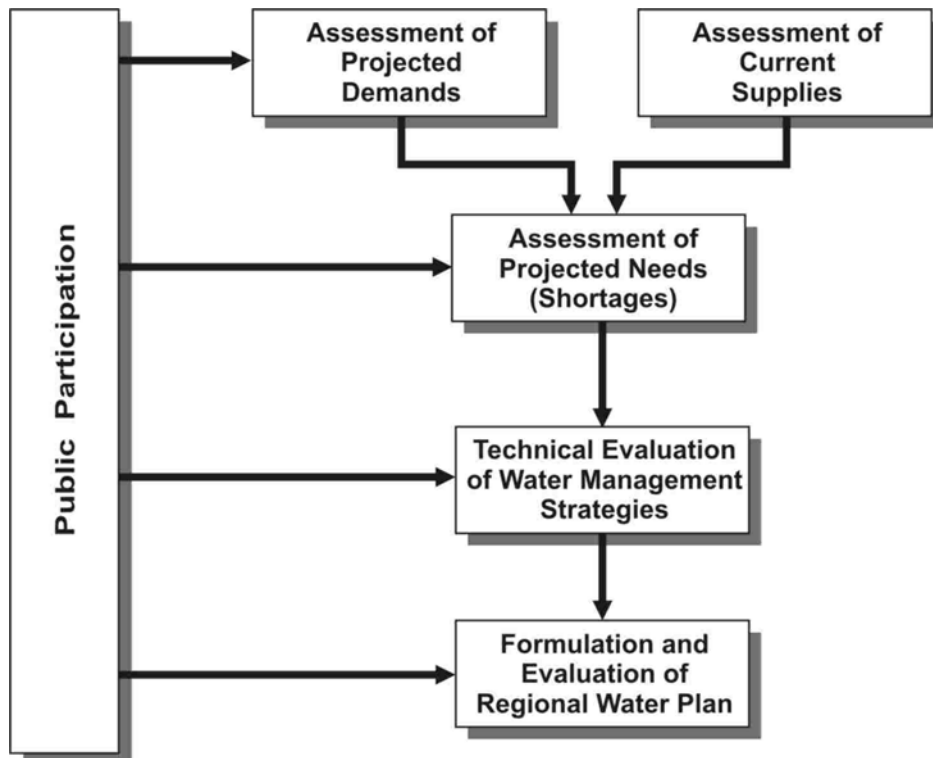 Public Participation
Assessment of
Projected
Demands
Assessment of
Current
Supplies
Assessment of
Projected Needs
(Shortages)
Technical Evaluation
of Water Management
Strategies
Formulation and
Evaluation of
Regional Water Plan